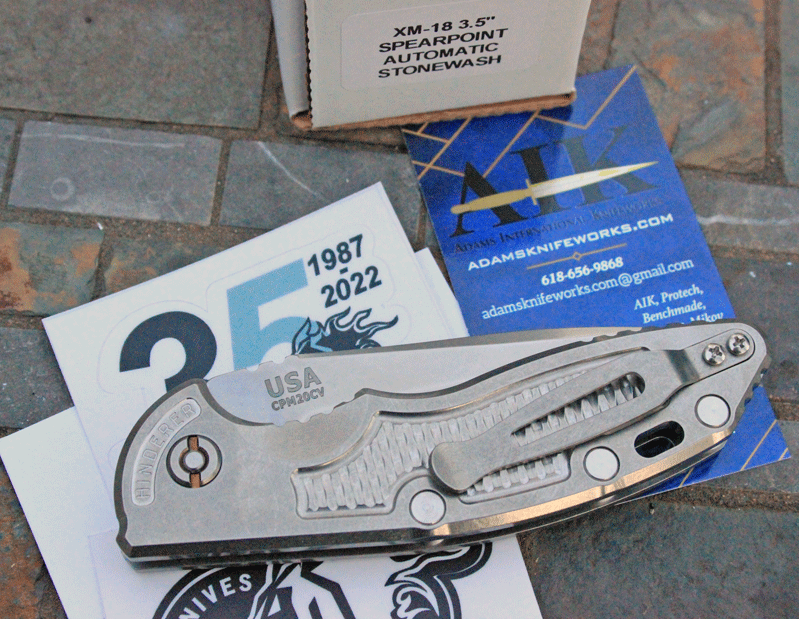 XM-18 3.5"
SPEARPOINT
AUTOMATIC
STONEWASH
AIK
ADAMS INTERNATIONAL KNIFEWORKS
ADAMSKNIFEWORKS.COM
618-656-9868
adamsknifeworks.com@gmail.com
AIK, Protech,
Benchmade,
Mikov
35
1987
-
2022
USA
CPM20CV
HINDERER